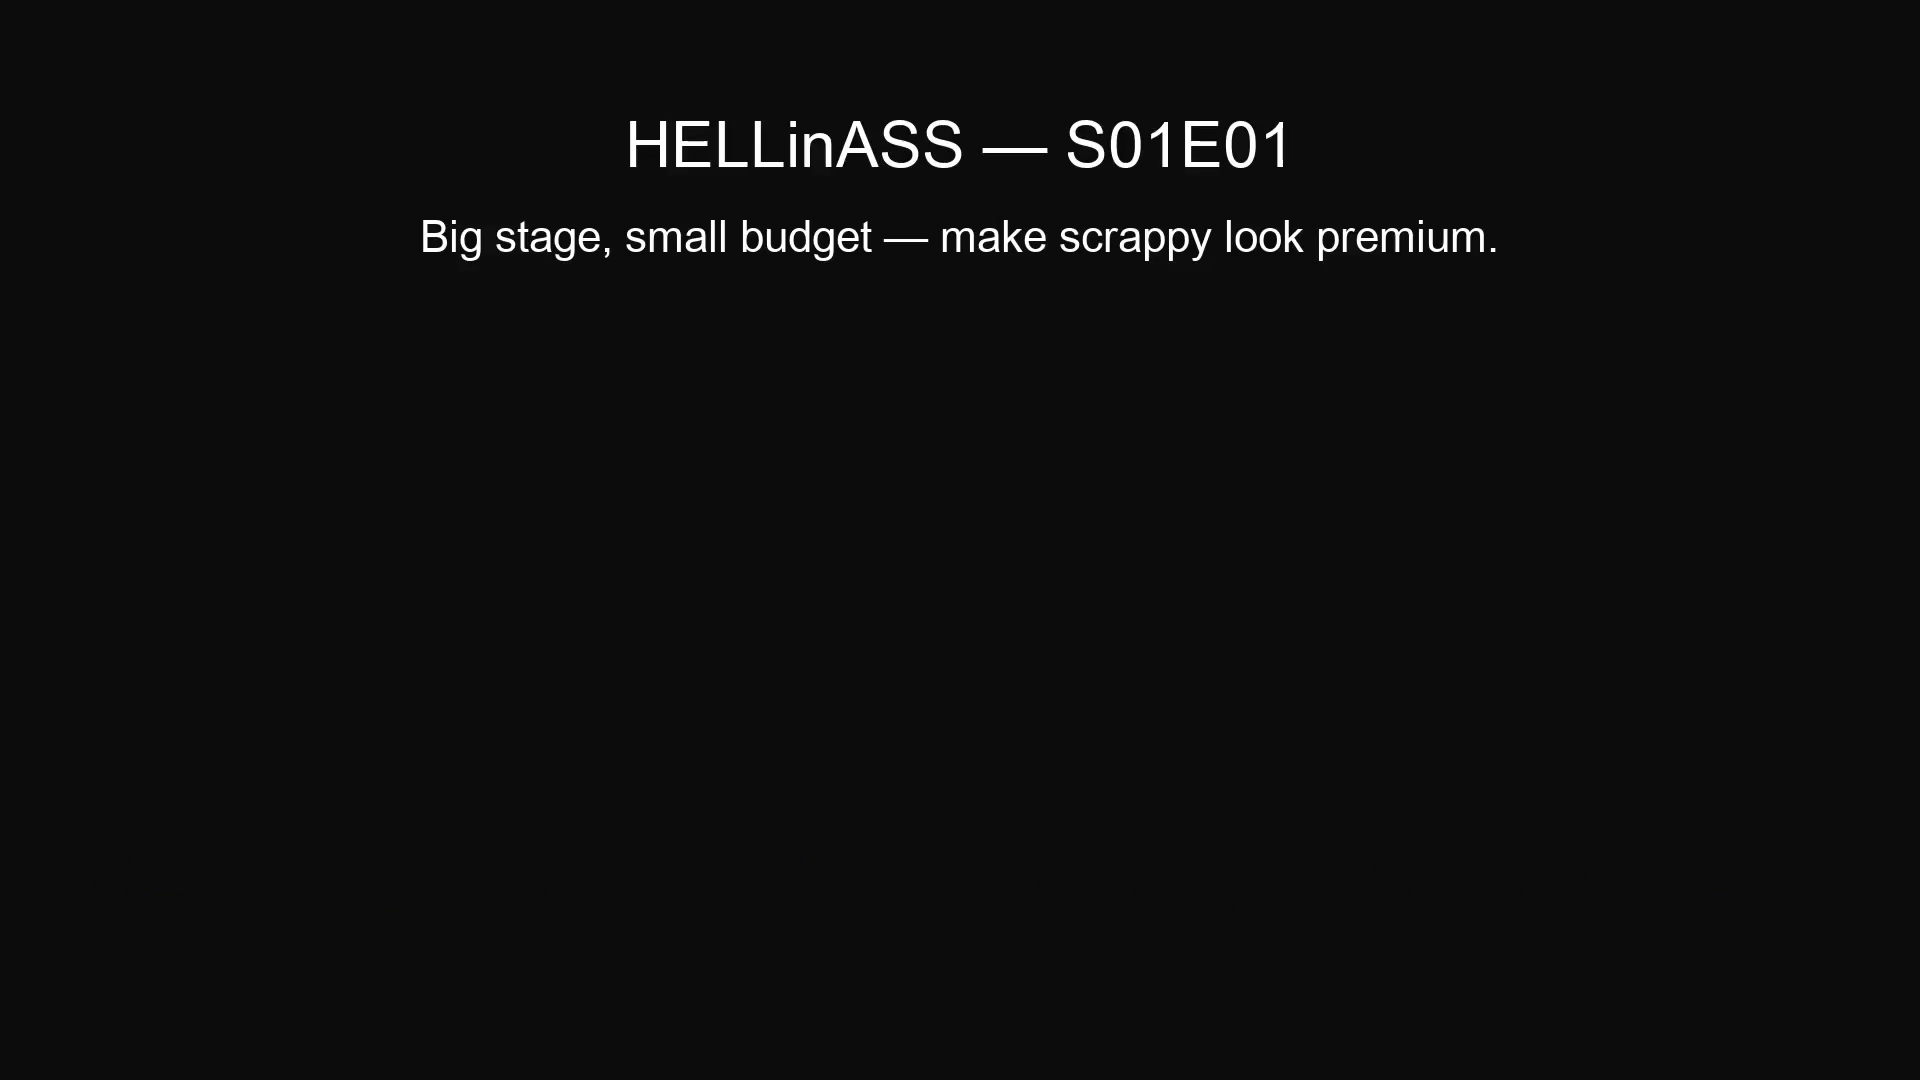 HELLinASS — S01E01
Big stage, small budget — make scrappy look premium.